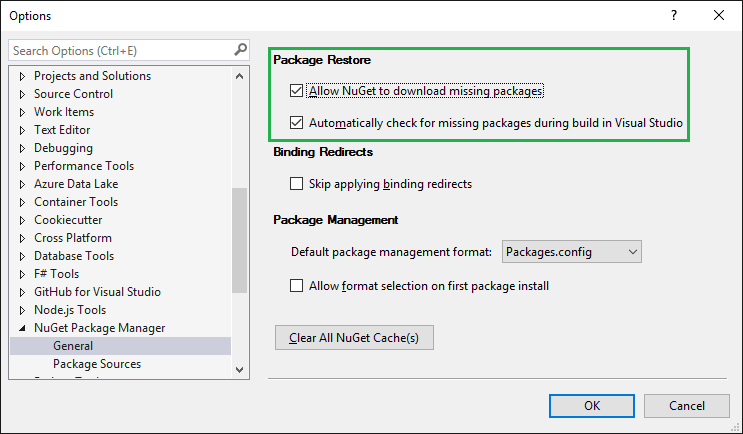 Options
? ×
Search Options (Ctrl+E)
Projects and Solutions
Source Control
Work Items
Text Editor
Debugging
Performance Tools
Azure Data Lake
Container Tools
Cookiecutter
Cross Platform
Database Tools
F# Tools
GitHub for Visual Studio
Node.js Tools
NuGet Package Manager
General
Package Sources
Package Restore
Allow NuGet to download missing packages
Automatically check for missing packages during build in Visual Studio
Binding Redirects
Skip applying binding redirects
Package Management
Default package management format: Packages.config
Allow format selection on first package install
Clear All NuGet Cache(s)
OK Cancel